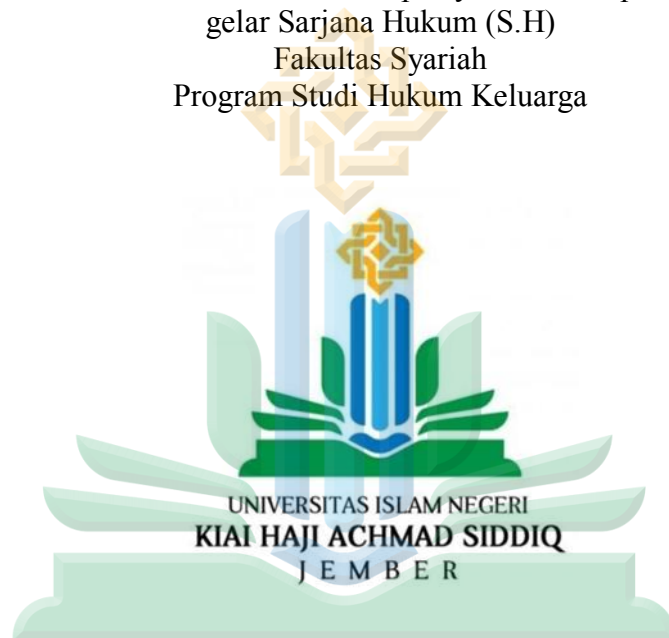 gelar Sarjana Hukum (S.H)
Fakultas Syariah
Program Studi Hukum Keluarga
UNIVERSITAS ISLAM NEGERI
KIAI HAJI ACHMAD SIDDIQ
JEMBER